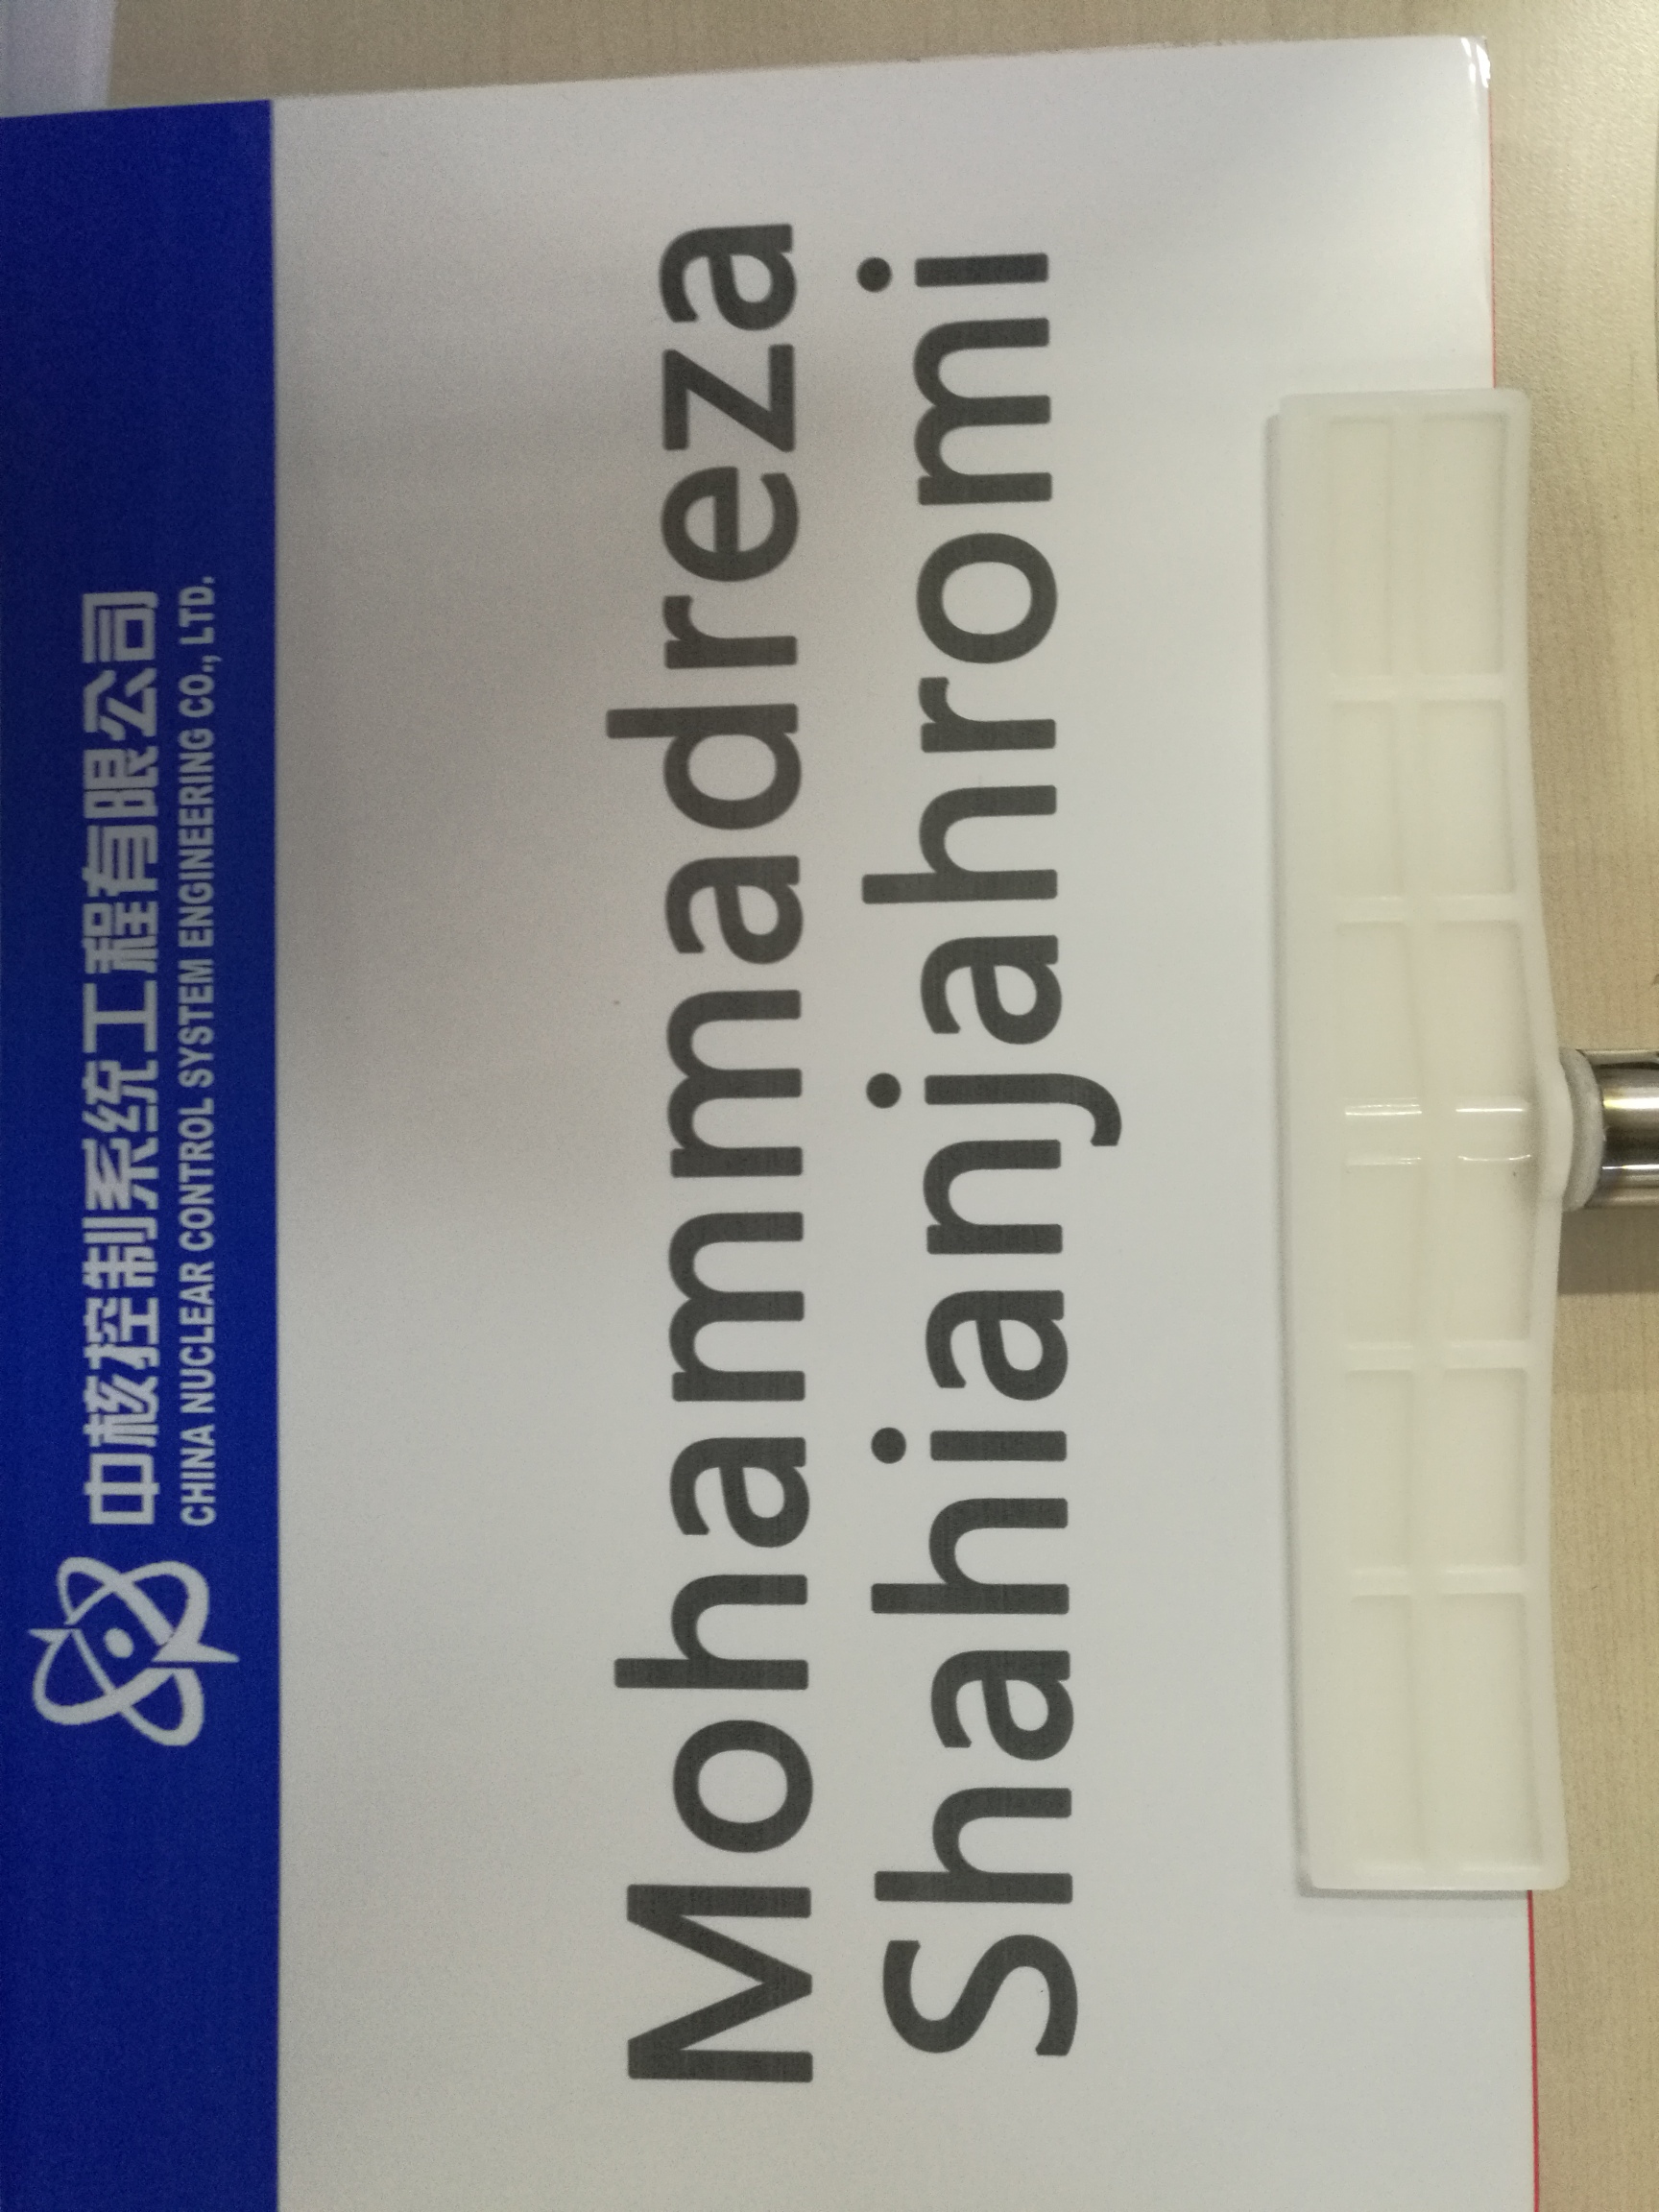 中核控制系统工程有限公司
CHINA NUCLEAR CONTROL SYSTEM ENGINEERING CO., LTD.
Mohammadreza
Shahianjahromi